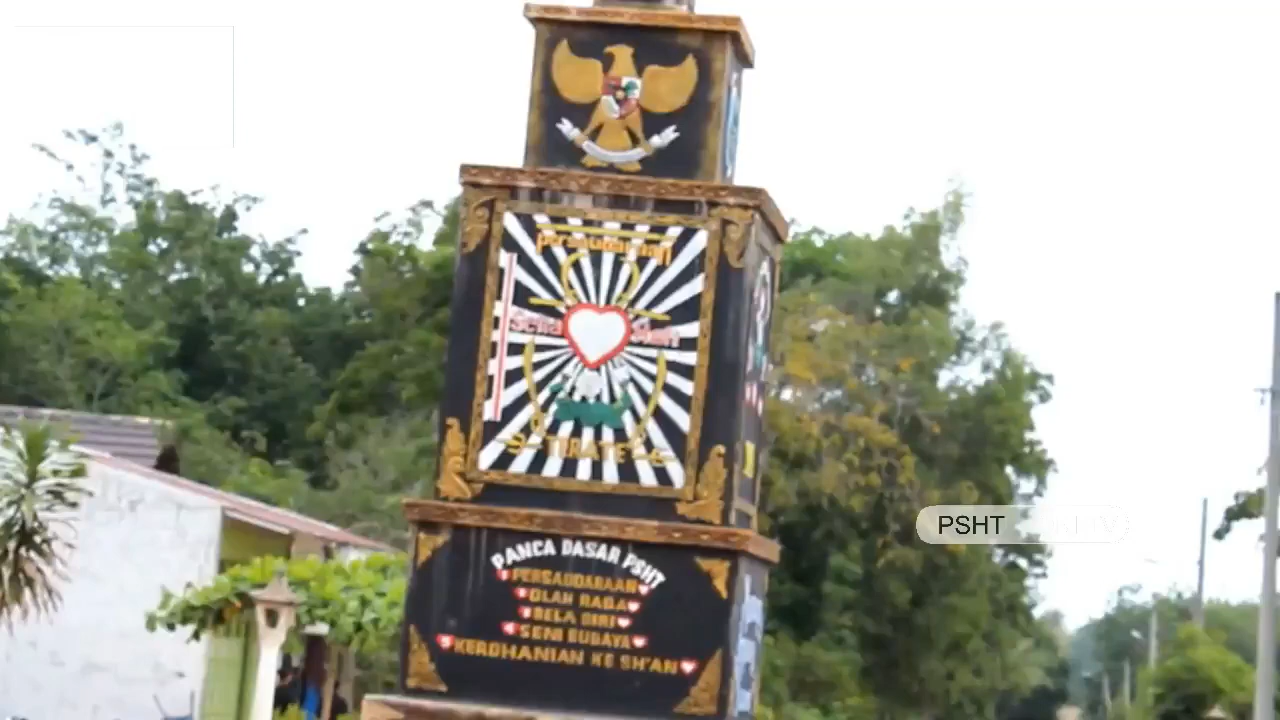 persaudaraan
Setia Hati
TERATE
PANCA DASAR PSHT
PERSAUDARAAN
OLAH RAGA
BELA DIRI
SENI BUDAYA
KEROHANIAN KE SH'AN
PSHT